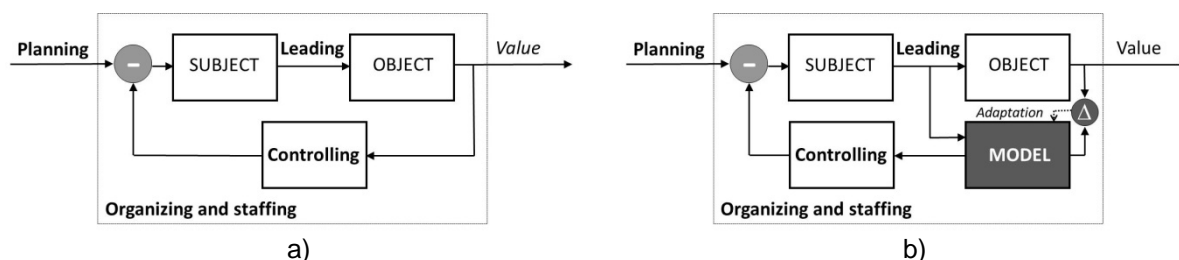 Planning
-
SUBJECT
Leading
OBJECT
Value
Controlling
Organizing and staffing
a)
Planning
-
SUBJECT
Leading
OBJECT
Value
Adaptation
Δ
Controlling
MODEL
Organizing and staffing
b)